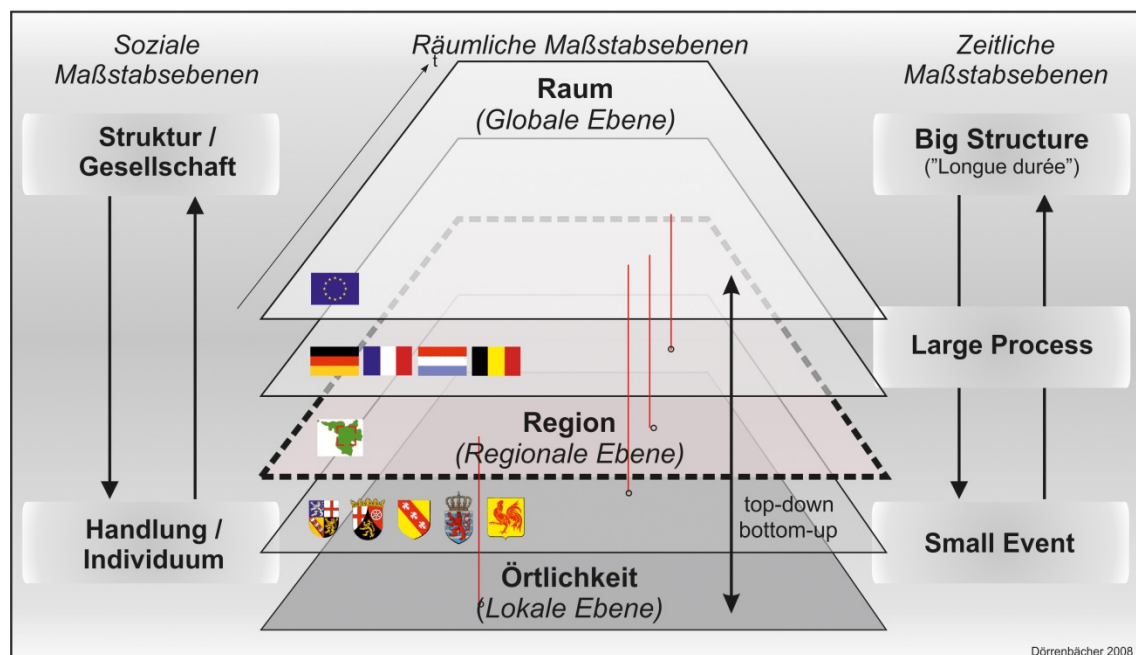 Soziale
Maßstabsebenen
Struktur /
Gesellschaft
Handlung /
Individuum
Räumliche Maßstabsebenen
t
Raum
(Globale Ebene)
Region
(Regionale Ebene)
top-down
bottom-up
Örtlichkeit
(Lokale Ebene)
Zeitliche
Maßstabsebenen
Big Structure
("Longue durée")
Large Process
Small Event
Dörrenbächer 2008